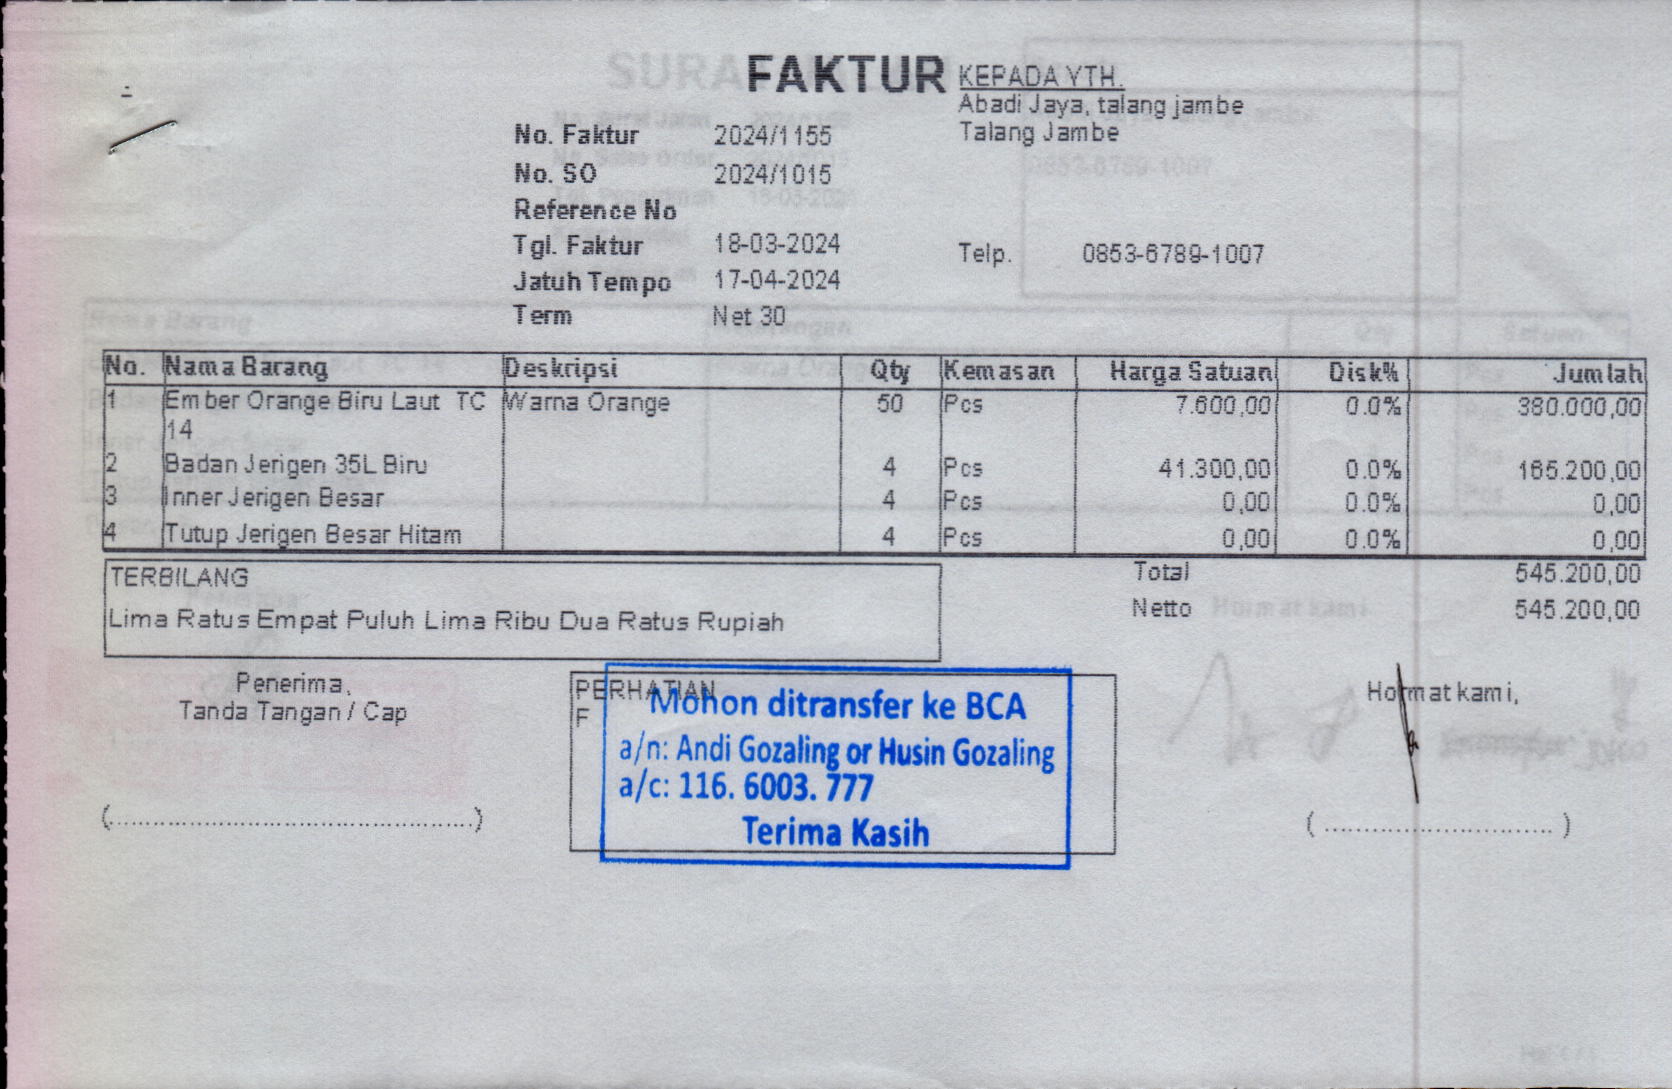 FAKTUR
KEPADA YTH.
Abadi Jaya, talang jambe
Talang Jambe
No. Faktur 2024/1155
No. SO 2024/1015
Reference No
Tgl. Faktur 18-03-2024
Telp. 0853-6789-1007
Jatuh Tempo 17-04-2024
Term Net 30
No. Nama Barang Deskripsi Qty Kemasan Harga Satuan Disk% Jumlah
1 Ember Orange Biru Laut TC Warna Orange 50 Pcs 7.600,00 0.0% 380.000,00
14
2 Badan Jerigen 35L Biru 4 Pcs 41.300,00 0.0% 165.200,00
3 Inner Jerigen Besar 4 Pcs 0,00 0.0% 0,00
4 Tutup Jerigen Besar Hitam 4 Pcs 0,00 0.0% 0,00
TERBILANG
Lima Ratus Empat Puluh Lima Ribu Dua Ratus Rupiah
Total 545.200,00
Netto 545.200,00
Penerima,
Tanda Tangan / Cap
(..............................................)
PERHATIAN
F
Mohon ditransfer ke BCA
a/n: Andi Gozaling or Husin Gozaling
a/c: 116. 6003. 777
Terima Kasih
Hormat kami,
( ............................ )